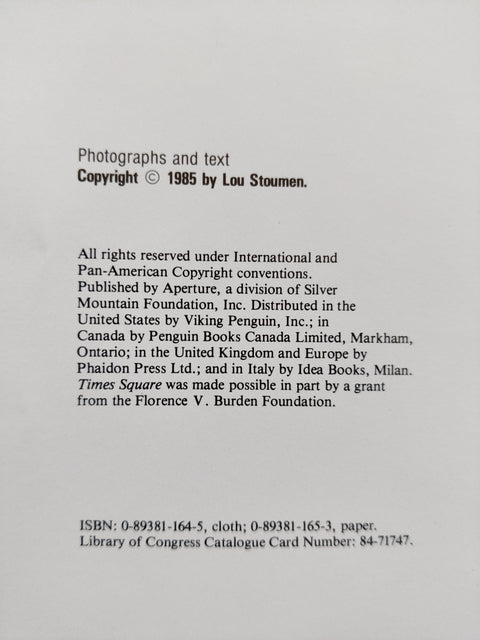 Photographs and text
Copyright © 1985 by Lou Stoumen.
All rights reserved under International and
Pan-American Copyright conventions.
Published by Aperture, a division of Silver
Mountain Foundation, Inc. Distributed in the
United States by Viking Penguin, Inc.; in
Canada by Penguin Books Canada Limited, Markham,
Ontario; in the United Kingdom and Europe by
Phaidon Press Ltd.; and in Italy by Idea Books, Milan.
Times Square was made possible in part by a grant
from the Florence V. Burden Foundation.
ISBN: 0-89381-164-5, cloth; 0-89381-165-3, paper.
Library of Congress Catalogue Card Number: 84-71747.